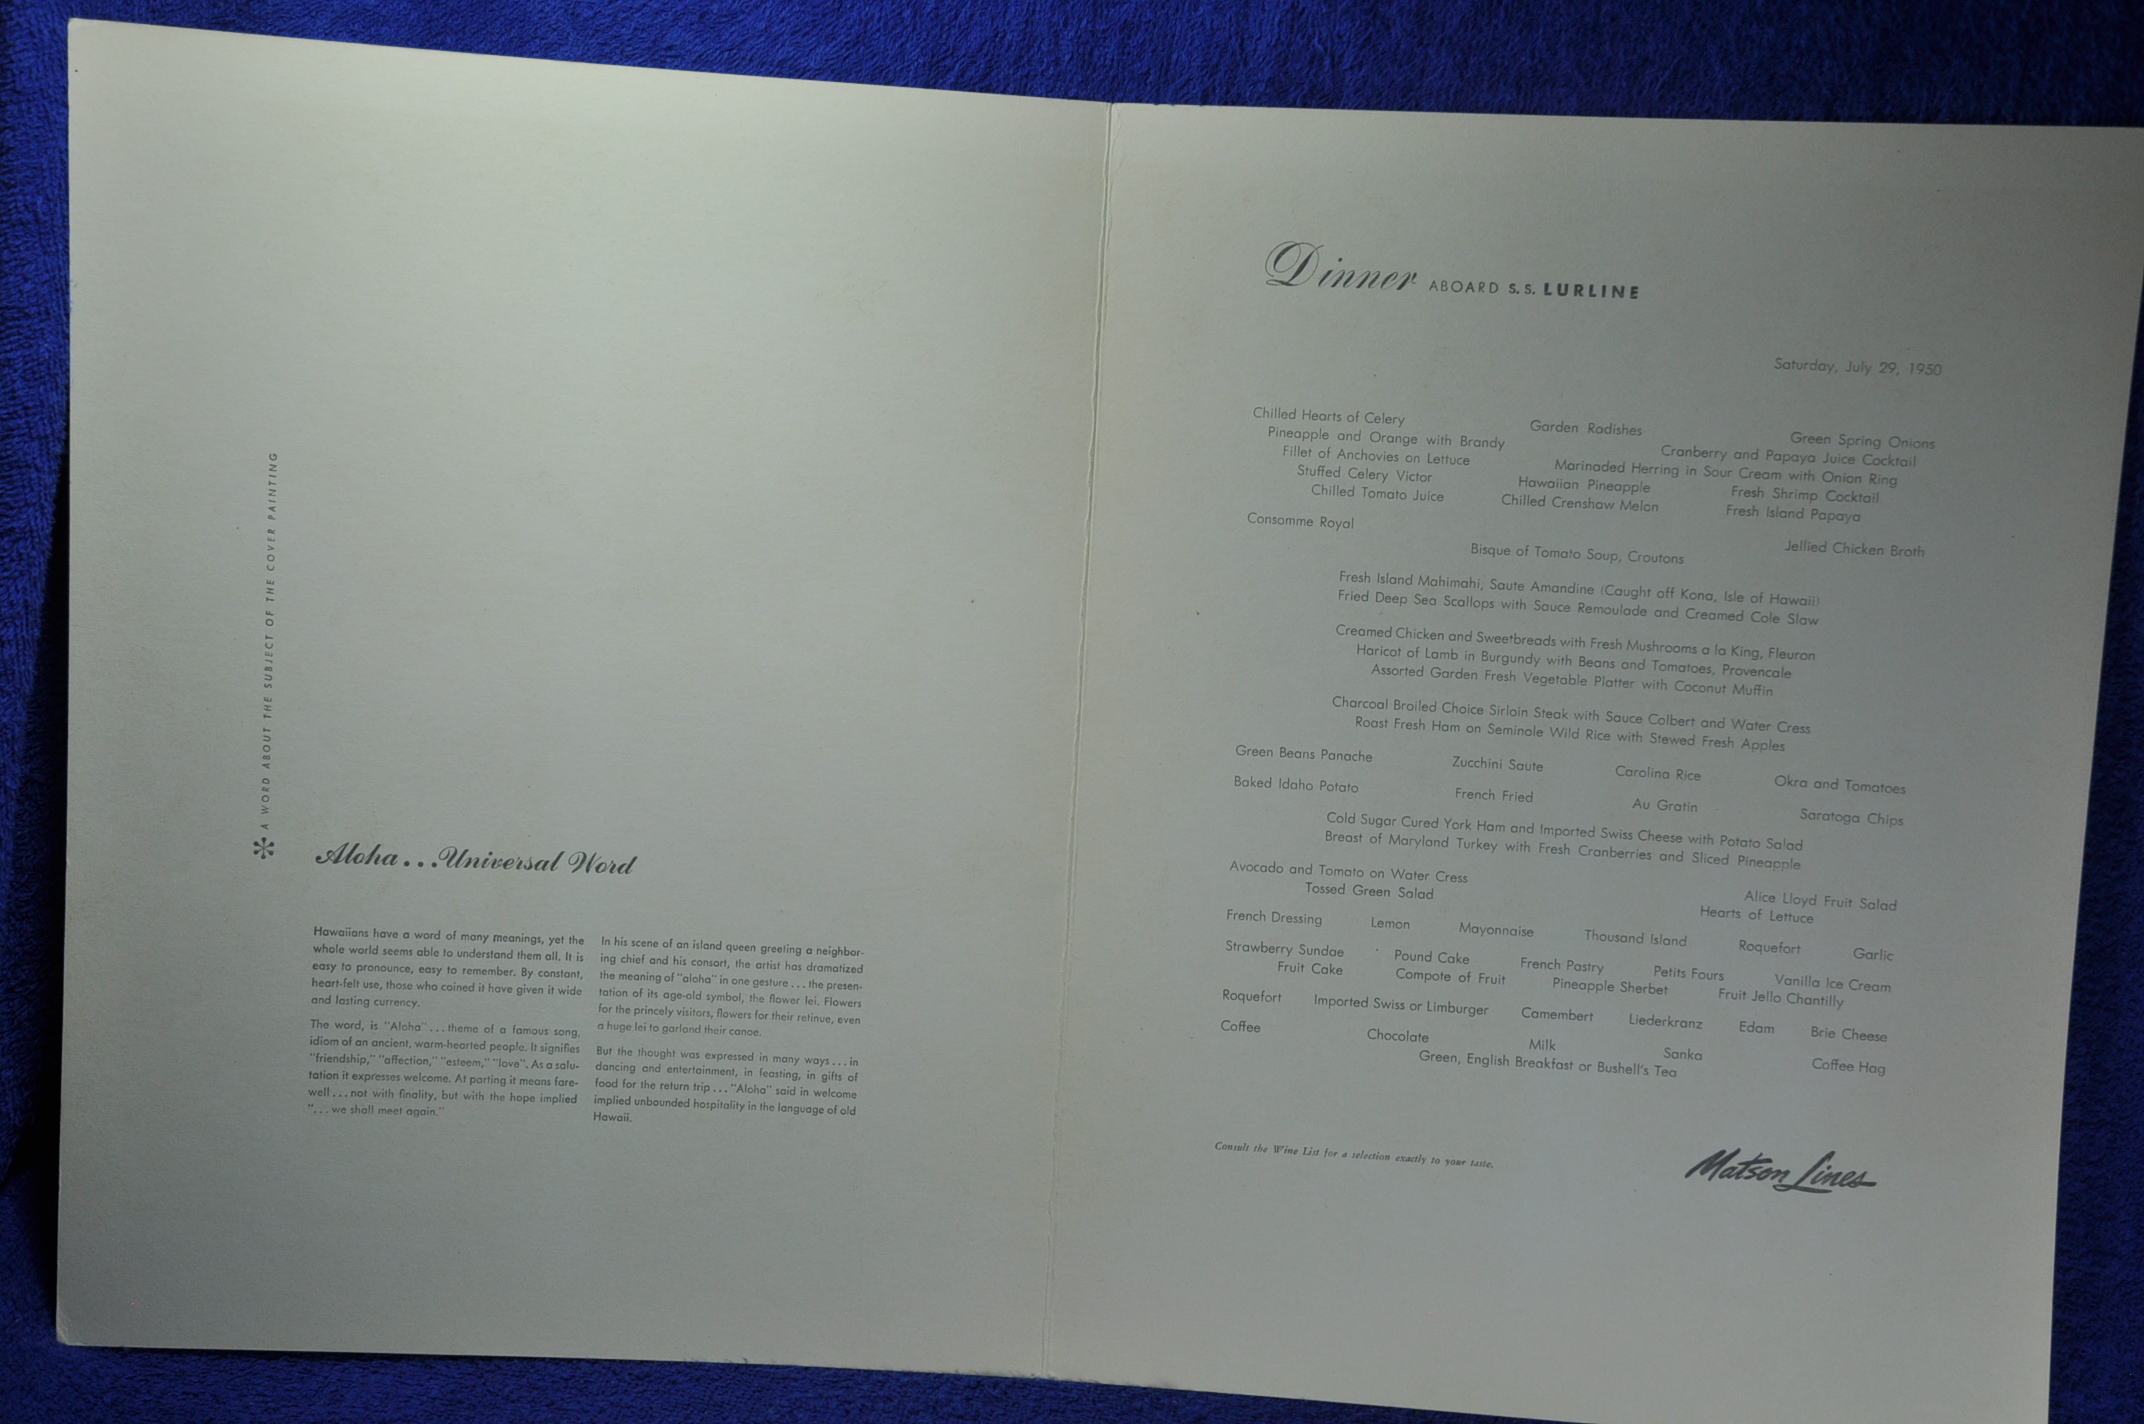 * A WORD ABOUT THE SUBJECT OF THE COVER PAINTING
Aloha...Universal Word
Hawaiians have a word of many meanings, yet the
whole world seems able to understand them all. It is
easy to pronounce, easy to remember. By constant,
heart-felt use, those who coined it have given it wide
and lasting currency.
The word, is "Aloha" ... theme of a famous song,
idiom of an ancient, warm-hearted people. It signifies
"friendship," "affection," "esteem," "love". As a salu-
tation it expresses welcome. At parting it means fare-
well ... not with finality, but with the hope implied
"... we shall meet again."
In his scene of an island queen greeting a neighbor-
ing chief and his consort, the artist has dramatized
the meaning of "aloha" in one gesture ... the presen-
tation of its age-old symbol, the flower lei. Flowers
for the princely visitors, flowers for their retinue, even
a huge lei to garland their canoe.
But the thought was expressed in many ways ... in
dancing and entertainment, in feasting, in gifts of
food for the return trip ... "Aloha" said in welcome
implied unbounded hospitality in the language of old
Hawaii.
Dinner ABOARD S.S. LURLINE
Saturday, July 29, 1950
Chilled Hearts of Celery Garden Radishes Green Spring Onions
Pineapple and Orange with Brandy Cranberry and Papaya Juice Cocktail
Fillet of Anchovies on Lettuce Marinaded Herring in Sour Cream with Onion Ring
Stuffed Celery Victor Hawaiian Pineapple Fresh Shrimp Cocktail
Chilled Tomato Juice Chilled Crenshaw Melon Fresh Island Papaya
Consomme Royal Jellied Chicken Broth
Bisque of Tomato Soup, Croutons
Fresh Island Mahimahi, Saute Amandine (Caught off Kona, Isle of Hawaii)
Fried Deep Sea Scallops with Sauce Remoulade and Creamed Cole Slaw
Creamed Chicken and Sweetbreads with Fresh Mushrooms a la King, Fleuron
Haricot of Lamb in Burgundy with Beans and Tomatoes, Provencale
Assorted Garden Fresh Vegetable Platter with Coconut Muffin
Charcoal Broiled Choice Sirloin Steak with Sauce Colbert and Water Cress
Roast Fresh Ham on Seminole Wild Rice with Stewed Fresh Apples
Green Beans Panache Zucchini Saute Carolina Rice Okra and Tomatoes
Baked Idaho Potato French Fried Au Gratin Saratoga Chips
Cold Sugar Cured York Ham and Imported Swiss Cheese with Potato Salad
Breast of Maryland Turkey with Fresh Cranberries and Sliced Pineapple
Avocado and Tomato on Water Cress Alice Lloyd Fruit Salad
Tossed Green Salad Hearts of Lettuce
French Dressing Lemon Mayonnaise Thousand Island Roquefort Garlic
Strawberry Sundae Pound Cake French Pastry Petits Fours Vanilla Ice Cream
Fruit Cake Compote of Fruit Pineapple Sherbet Fruit Jello Chantilly
Roquefort Imported Swiss or Limburger Camembert Liederkranz Edam Brie Cheese
Coffee Chocolate Milk Sanka Coffee Hag
Green, English Breakfast or Bushell's Tea
Consult the Wine List for a selection exactly to your taste.
Matson Lines